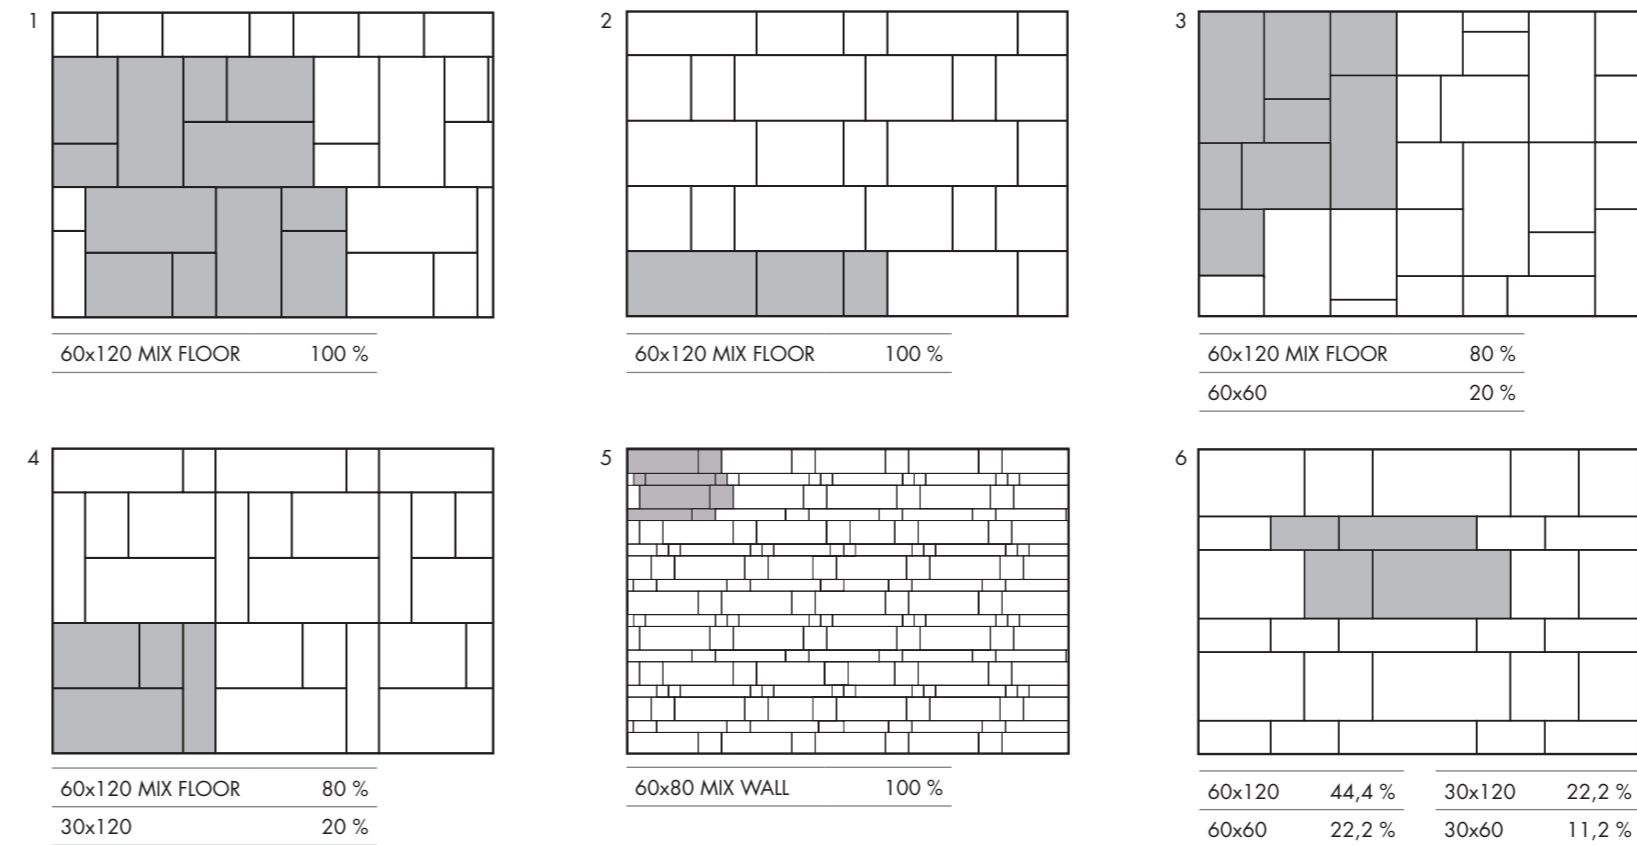 1
2
3
60x120 MIX FLOOR 100 %
60x120 MIX FLOOR 100 %
60x120 MIX FLOOR 80 %
60x60 20 %
4
5
6
60x120 MIX FLOOR 80 %
30x120 20 %
60x80 MIX WALL 100 %
60x120 44,4 % 30x120 22,2 %
60x60 22,2 % 30x60 11,2 %